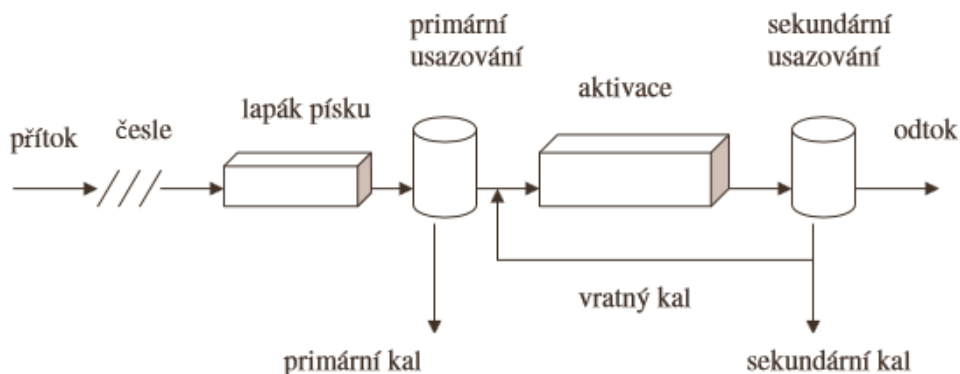 primární
usazování
sekundární
usazování
aktivace
lapák písku
přítok
česle
odtok
vratný kal
primární kal
sekundární kal